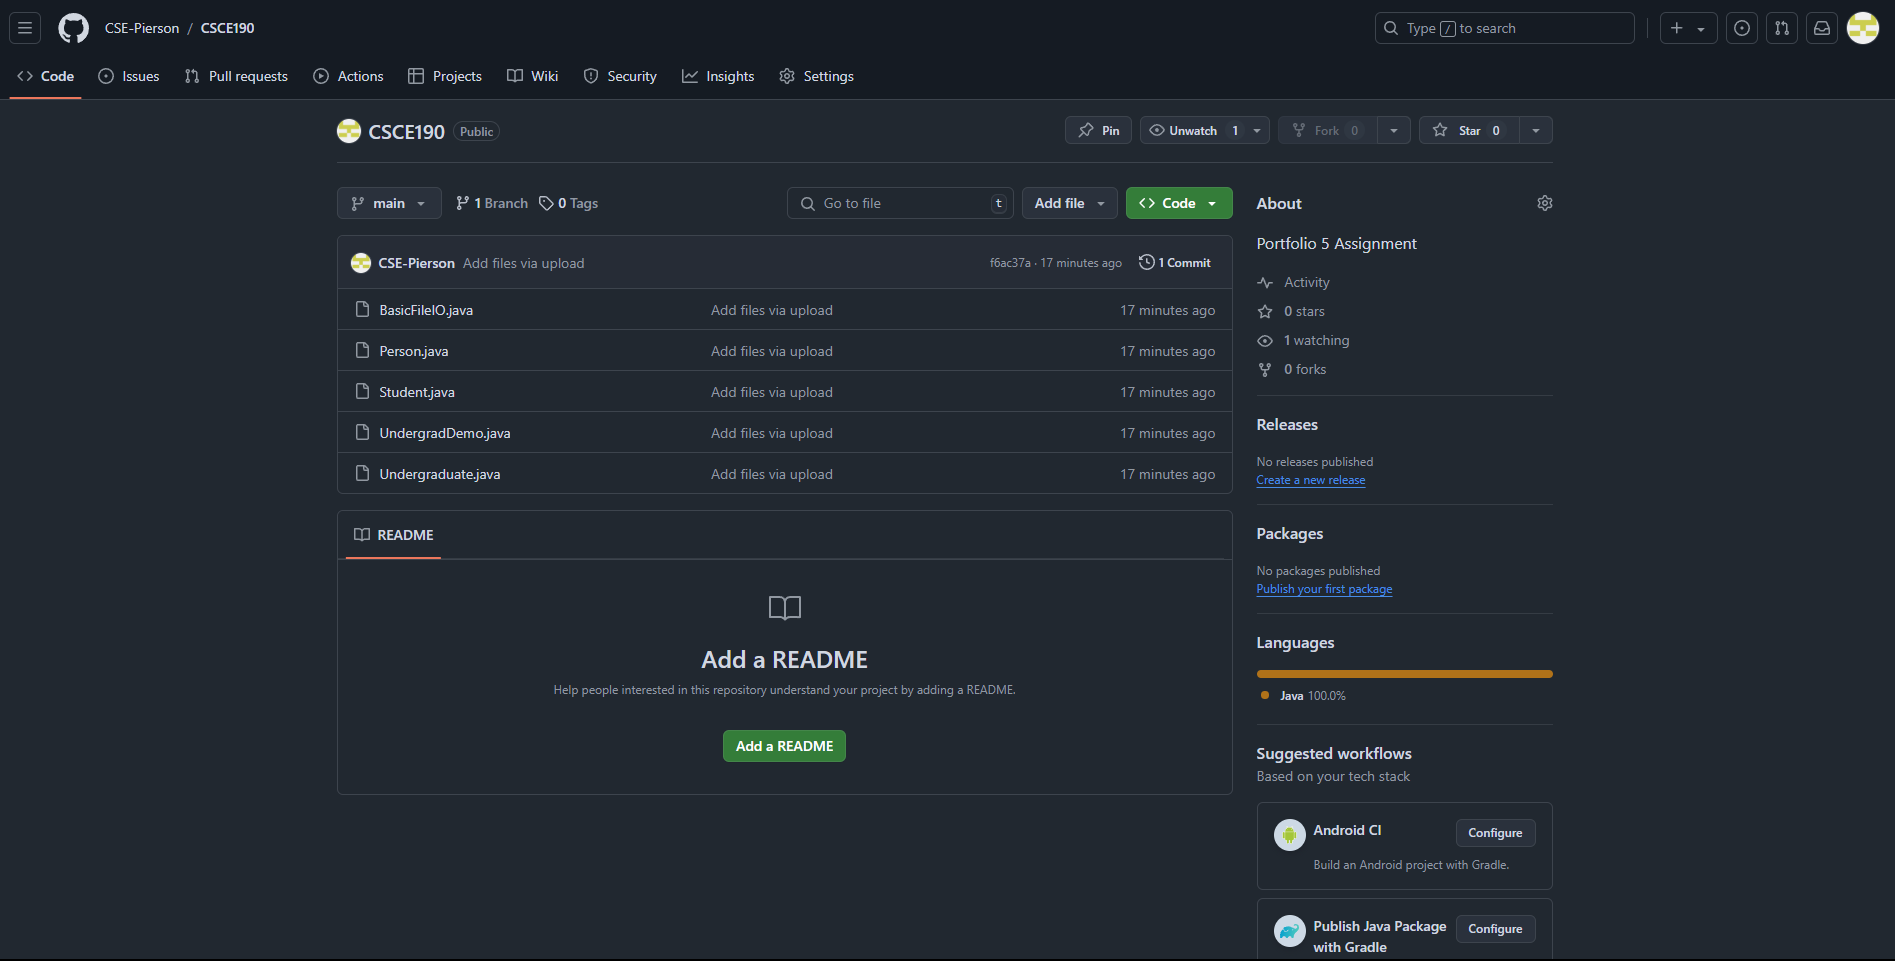 CSE-Pierson / CSCE190
Type / to search
Code Issues Pull requests Actions Projects Wiki Security Insights Settings
CSCE190 Public
Pin Unwatch 1 Fork 0 Star 0
main 1 Branch 0 Tags Go to file t Add file Code
CSE-Pierson Add files via upload f6ac37a · 17 minutes ago 1 Commit
BasicFileIO.java Add files via upload 17 minutes ago
Person.java Add files via upload 17 minutes ago
Student.java Add files via upload 17 minutes ago
UndergradDemo.java Add files via upload 17 minutes ago
Undergraduate.java Add files via upload 17 minutes ago
README
Add a README
Help people interested in this repository understand your project by adding a README.
Add a README
About
Portfolio 5 Assignment
Activity
0 stars
1 watching
0 forks
Releases
No releases published
Create a new release
Packages
No packages published
Publish your first package
Languages
Java 100.0%
Suggested workflows
Based on your tech stack
Android CI Configure
Build an Android project with Gradle.
Publish Java Package Configure
with Gradle